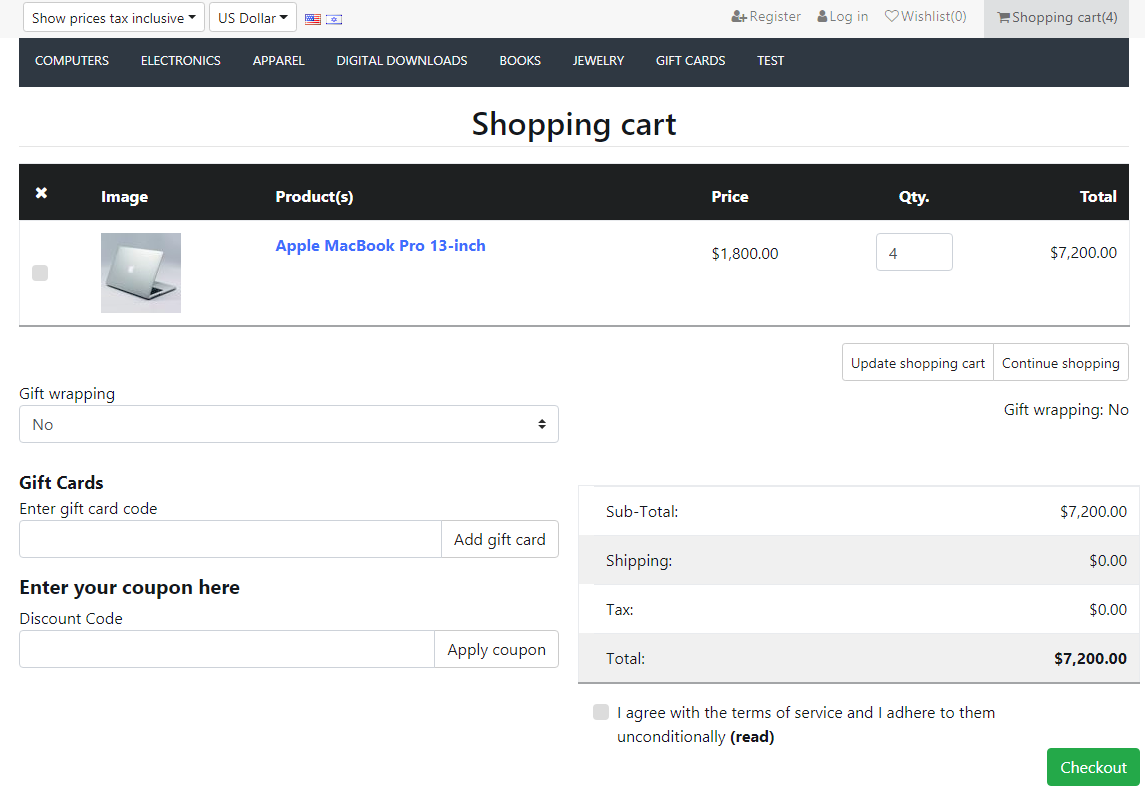 Show prices tax inclusive US Dollar Register Log in Wishlist(0) Shopping cart(4)
COMPUTERS ELECTRONICS APPAREL DIGITAL DOWNLOADS BOOKS JEWELRY GIFT CARDS TEST
Shopping cart
Image Product(s) Price Qty. Total
Apple MacBook Pro 13-inch $1,800.00 4 $7,200.00
Update shopping cart Continue shopping
Gift wrapping
No
Gift wrapping: No
Gift Cards
Enter gift card code
Add gift card
Enter your coupon here
Discount Code
Apply coupon
Sub-Total: $7,200.00
Shipping: $0.00
Tax: $0.00
Total: $7,200.00
I agree with the terms of service and I adhere to them
unconditionally (read)
Checkout